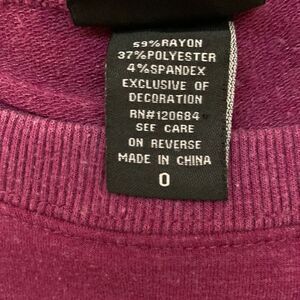 59%RAYON
37%POLYESTER
4%SPANDEX
EXCLUSIVE OF
DECORATION
RN#120684
SEE CARE
ON REVERSE
MADE IN CHINA
0